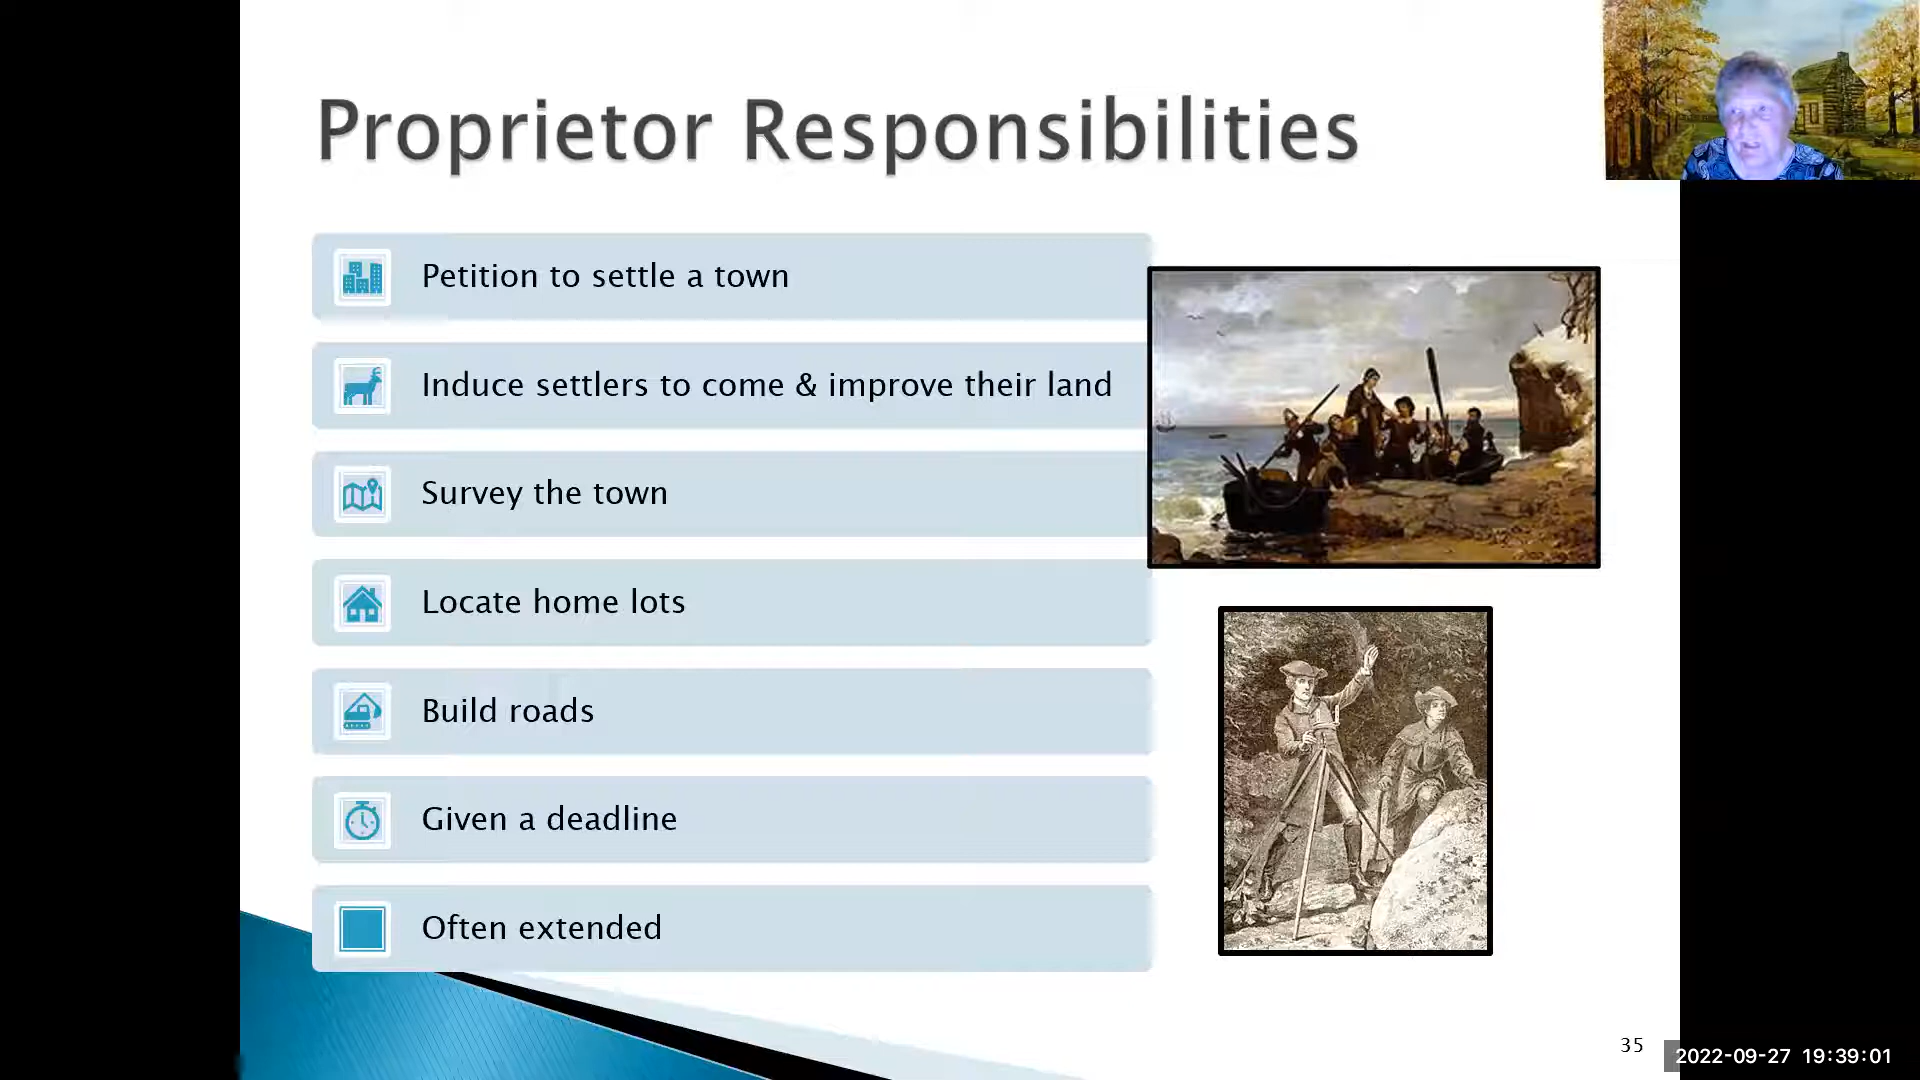 Proprietor Responsibilities
Petition to settle a town
Induce settlers to come & improve their land
Survey the town
Locate home lots
Build roads
Given a deadline
Often extended
35
2022-09-27 19:39:01